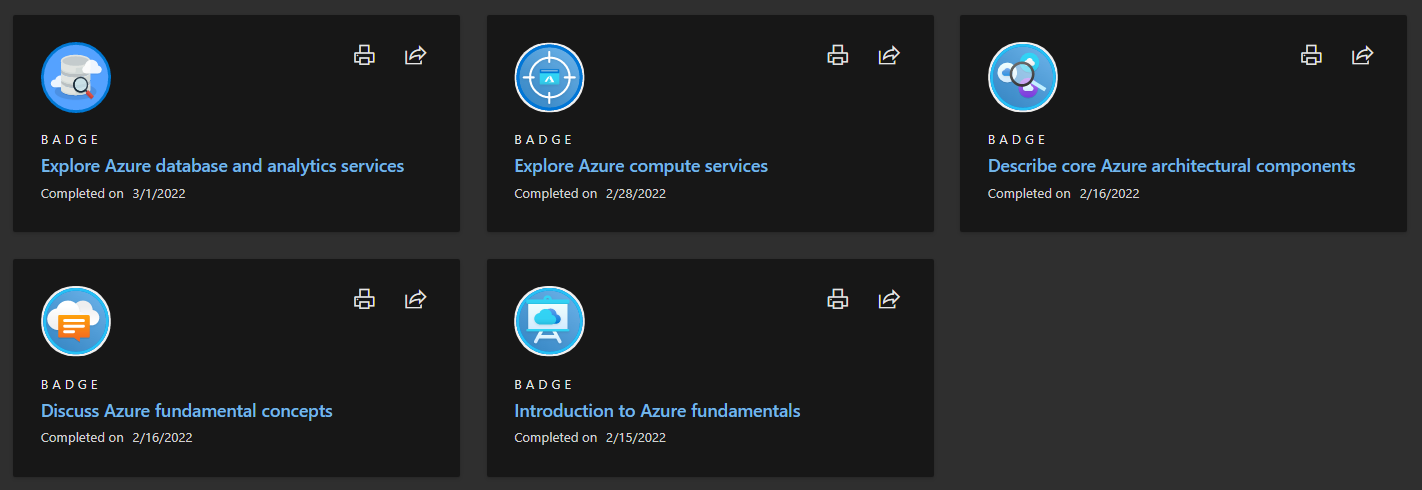 BADGE
Explore Azure database and analytics services
Completed on 3/1/2022
BADGE
Explore Azure compute services
Completed on 2/28/2022
BADGE
Describe core Azure architectural components
Completed on 2/16/2022
BADGE
Discuss Azure fundamental concepts
Completed on 2/16/2022
BADGE
Introduction to Azure fundamentals
Completed on 2/15/2022